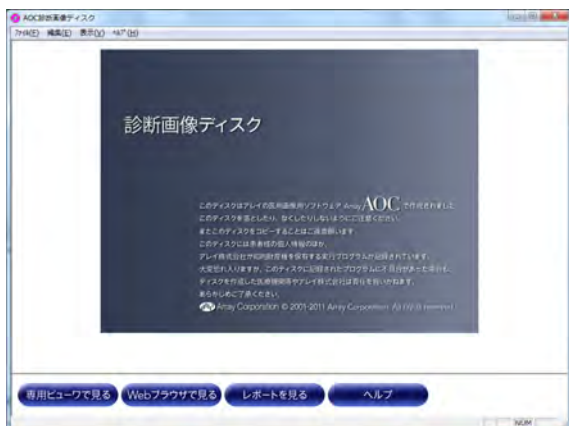 AOC診断画像ディスク
ファイル(F) 編集(E) 表示(V) ヘルプ(H)
診断画像ディスク
このディスクはアレイの医用画像用ソフトウェア Array AOC で作成されました
このディスクを落としたり、なくしたりしないようにご注意ください。
またこのディスクをコピーすることはご遠慮願います
このディスクには患者様の個人情報のほか、
アレイ株式会社が知的財産権を保有する実行プログラムが記録されています。
大変恐れ入りますが、このディスクに記録されたプログラムに不具合があった場合も、
ディスクを作成した医療機関等やアレイ株式会社は責任を負いかねます。
あらかじめご了承ください。
Array Corporation © 2001-2011 Array Corporation. All rights reserved.
専用ビューワで見る Webブラウザで見る レポートを見る ヘルプ
NUM